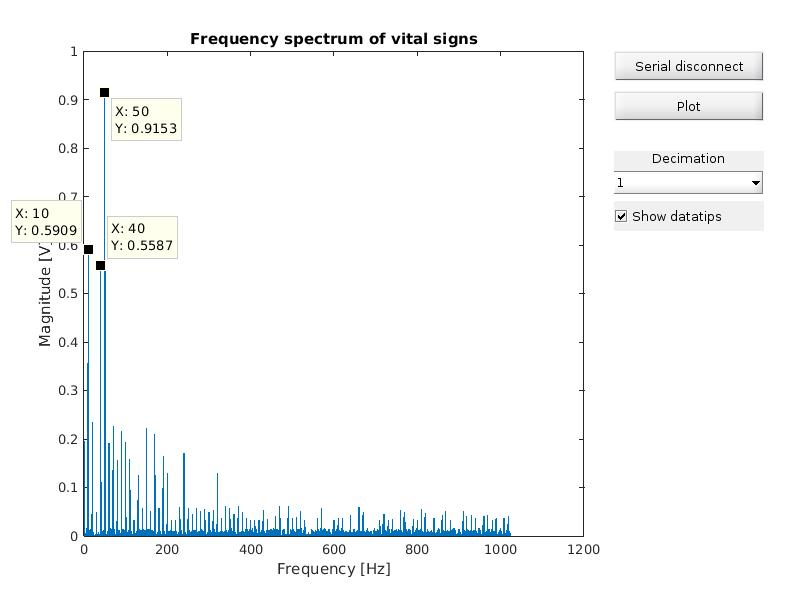 Frequency spectrum of vital signs
1
0.9
0.8
0.7
0.6
0.5
0.4
0.3
0.2
0.1
0
X: 50
Y: 0.9153
X: 10
Y: 0.5909
X: 40
Y: 0.5587
Magnitude [V
0
200
400
600
800
1000
1200
Frequency [Hz]
Serial disconnect
Plot
Decimation
1
Show datatips